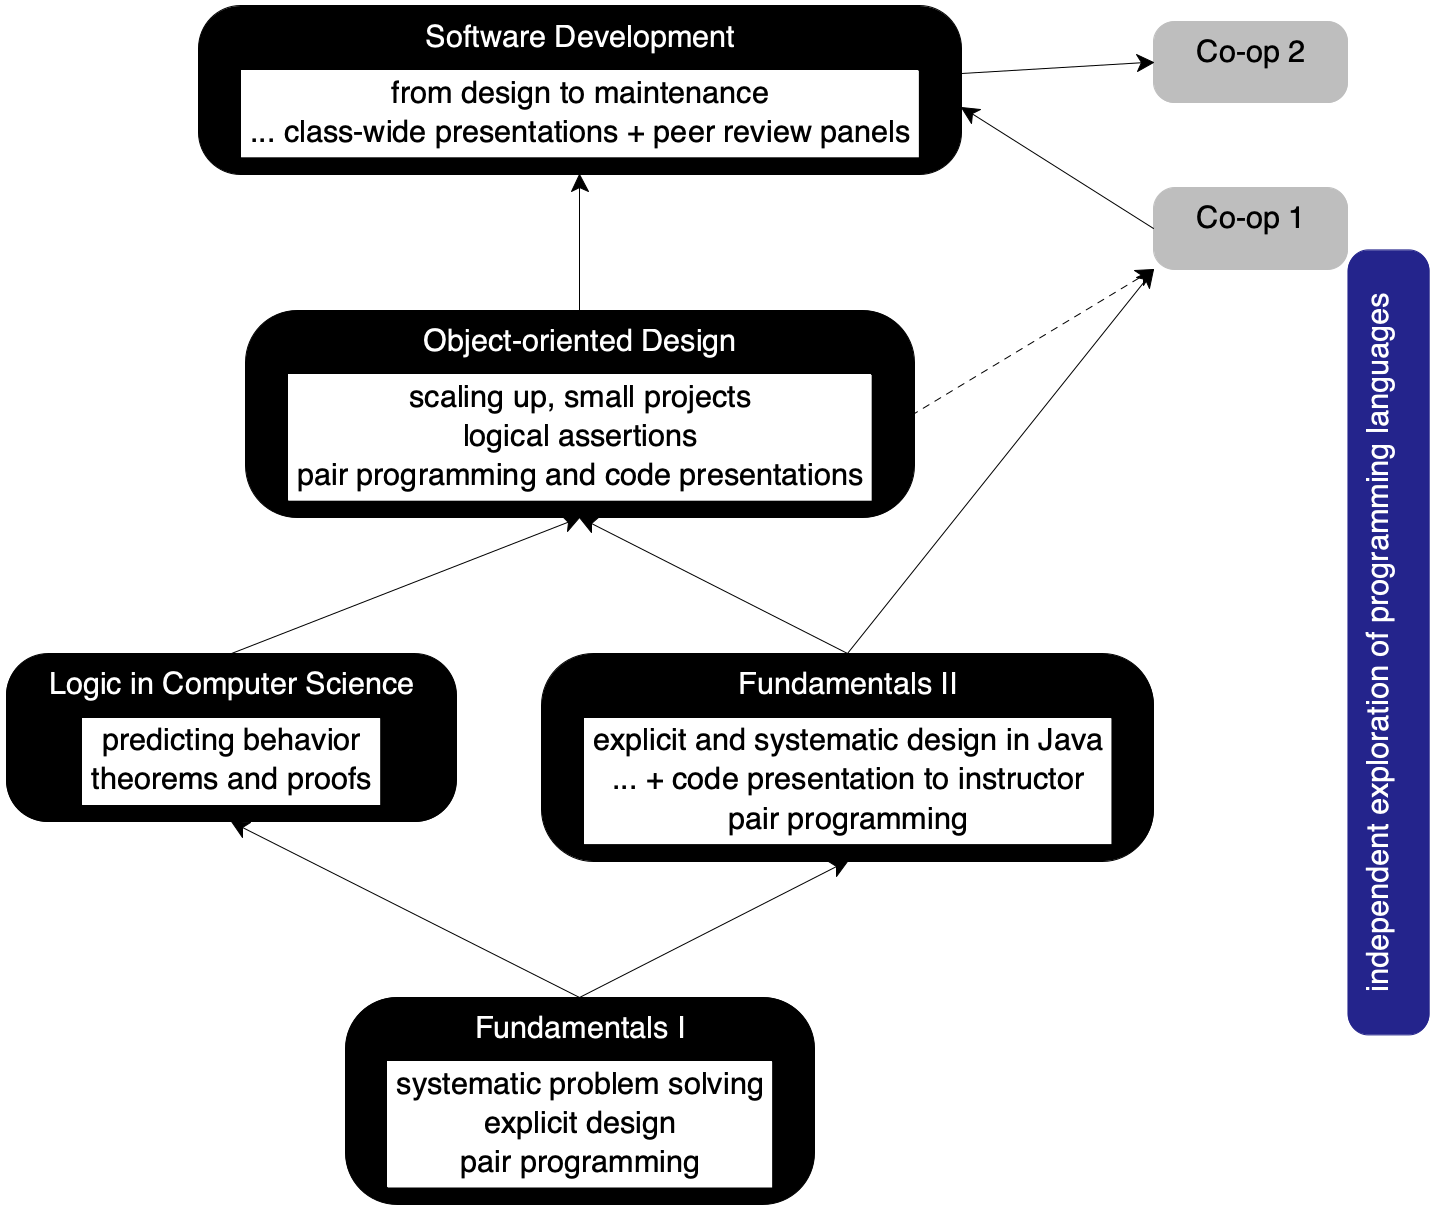 Software Development
from design to maintenance
... class-wide presentations + peer review panels
Co-op 2
Co-op 1
Object-oriented Design
scaling up, small projects
logical assertions
pair programming and code presentations
independent exploration of programming languages
Logic in Computer Science
predicting behavior
theorems and proofs
Fundamentals II
explicit and systematic design in Java
... + code presentation to instructor
pair programming
Fundamentals I
systematic problem solving
explicit design
pair programming